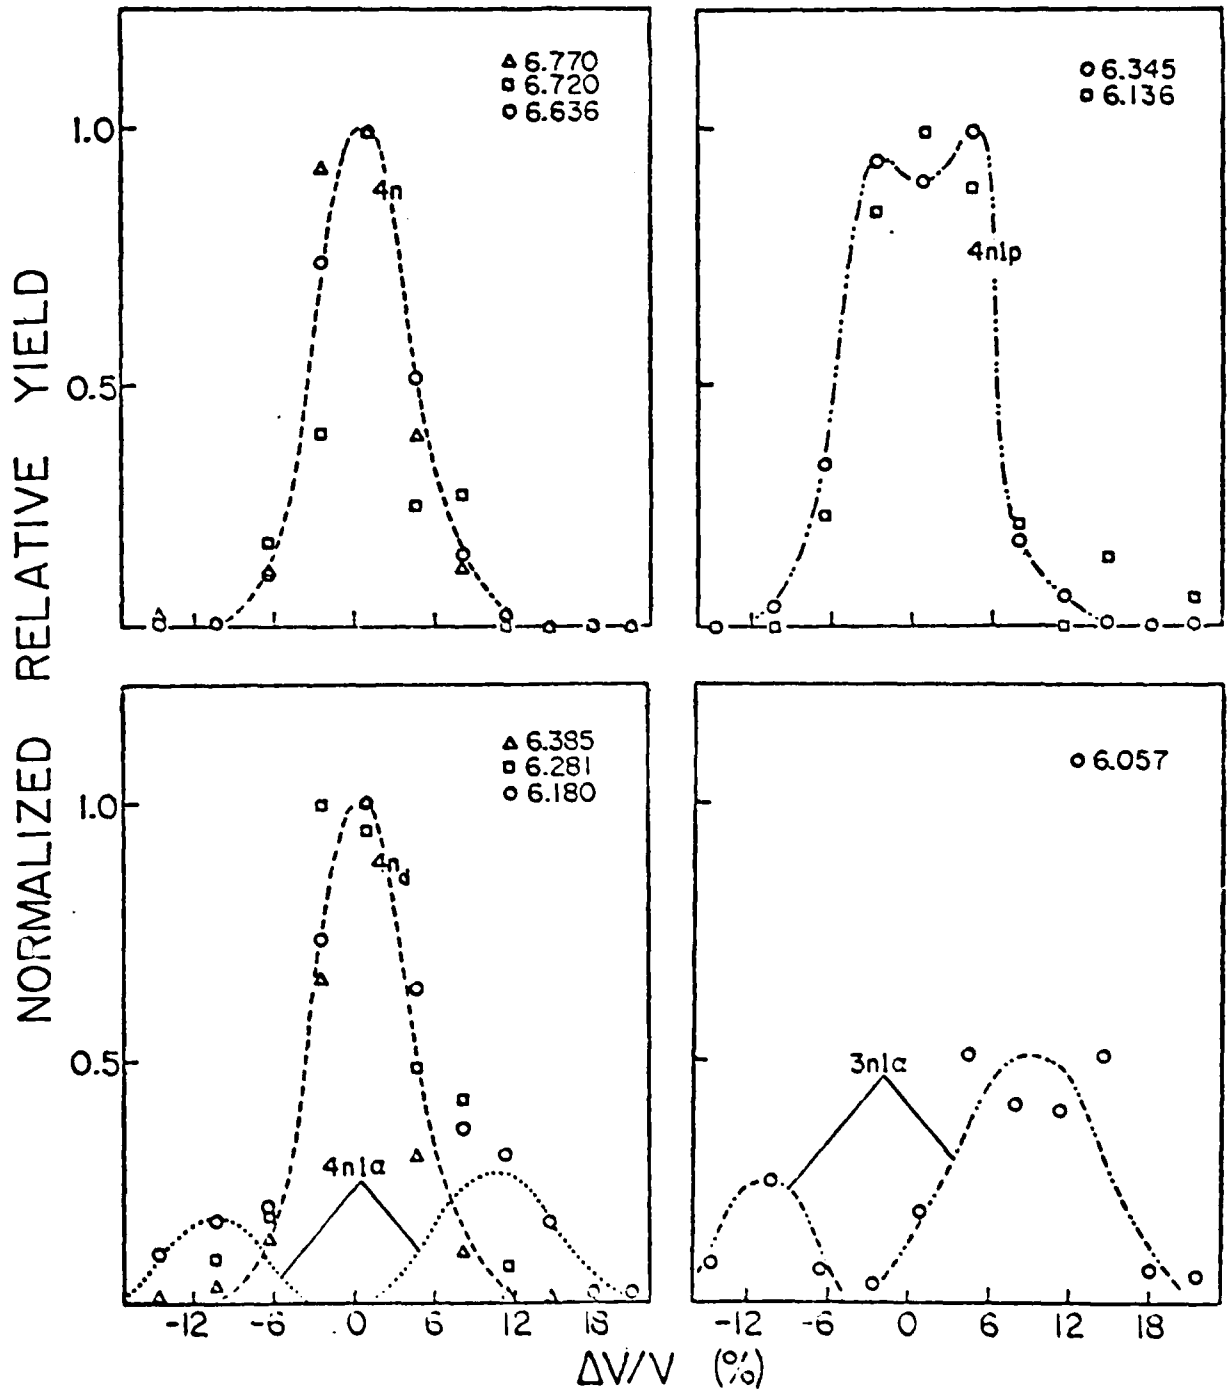 NORMALIZED RELATIVE YIELD
△ 6.770
□ 6.720
○ 6.636
1.0
4n
0.5
○ 6.345
□ 6.136
4n1p
△ 6.385
□ 6.281
○ 6.180
1.0
4n
0.5
4n1α
-12 -6 0 6 12 18
○ 6.057
3n1α
-12 -6 0 6 12 18
ΔV/V (%)